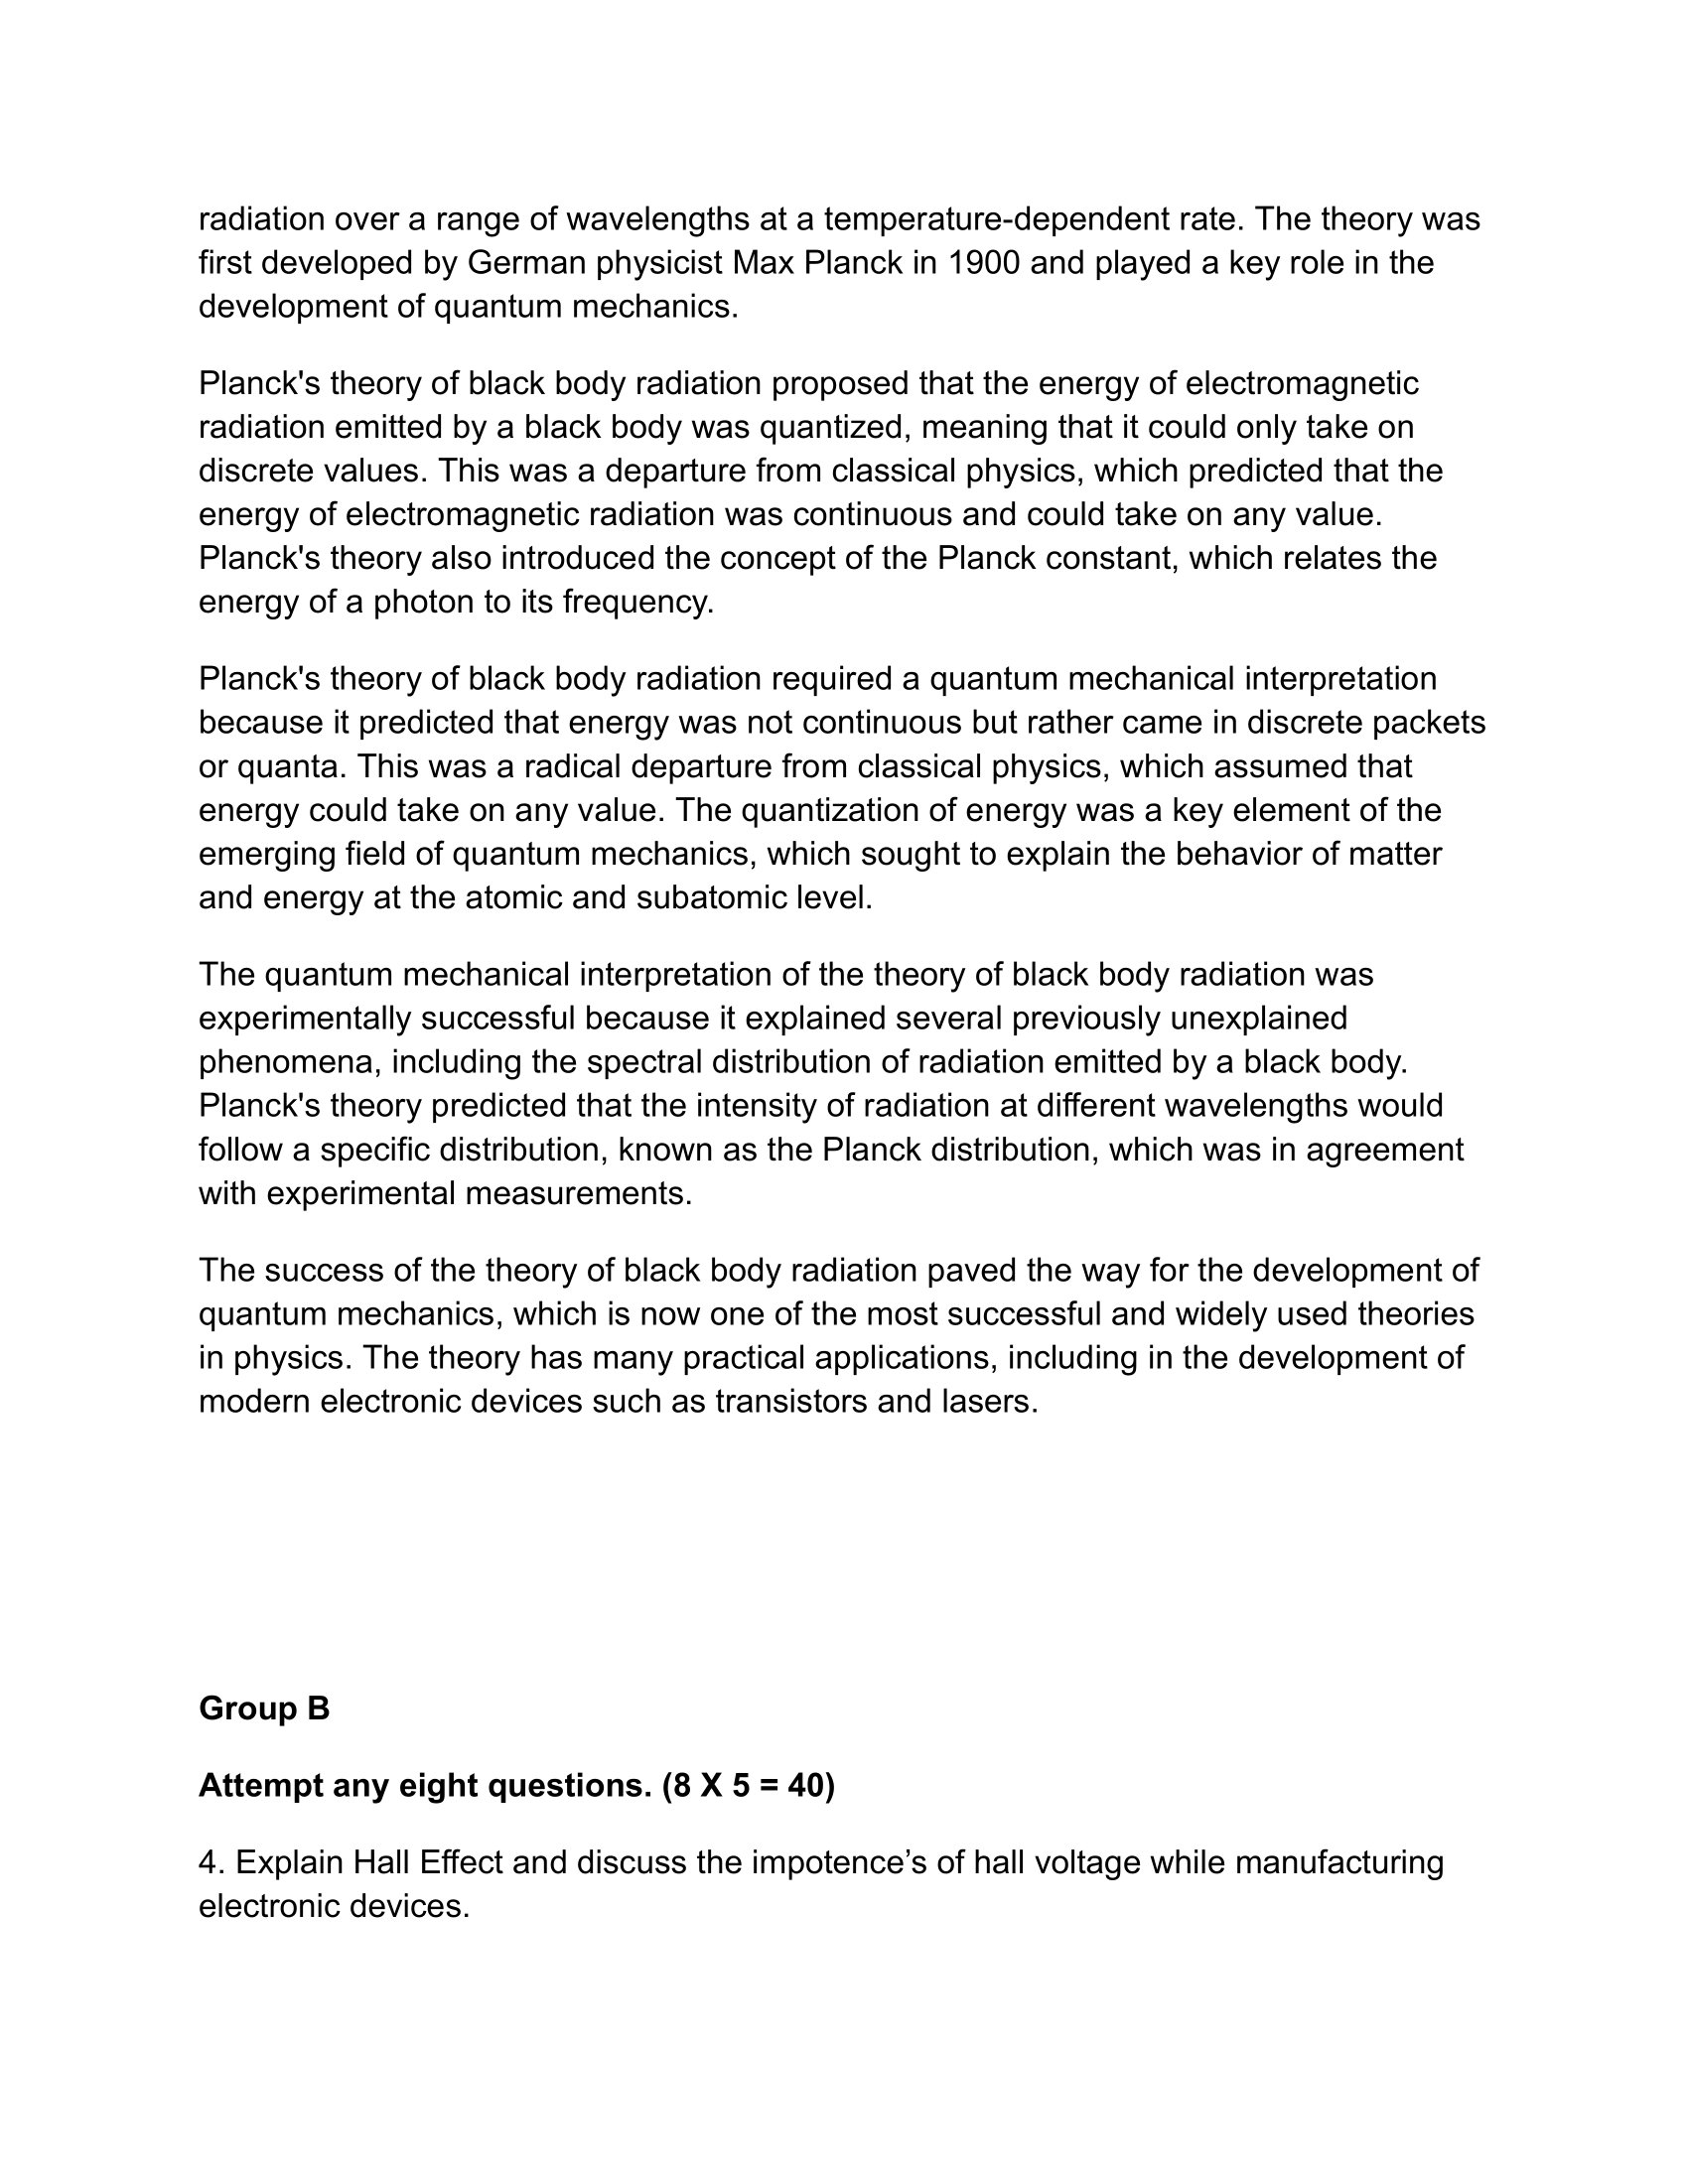 radiation over a range of wavelengths at a temperature-dependent rate. The theory was
first developed by German physicist Max Planck in 1900 and played a key role in the
development of quantum mechanics.
Planck's theory of black body radiation proposed that the energy of electromagnetic
radiation emitted by a black body was quantized, meaning that it could only take on
discrete values. This was a departure from classical physics, which predicted that the
energy of electromagnetic radiation was continuous and could take on any value.
Planck's theory also introduced the concept of the Planck constant, which relates the
energy of a photon to its frequency.
Planck's theory of black body radiation required a quantum mechanical interpretation
because it predicted that energy was not continuous but rather came in discrete packets
or quanta. This was a radical departure from classical physics, which assumed that
energy could take on any value. The quantization of energy was a key element of the
emerging field of quantum mechanics, which sought to explain the behavior of matter
and energy at the atomic and subatomic level.
The quantum mechanical interpretation of the theory of black body radiation was
experimentally successful because it explained several previously unexplained
phenomena, including the spectral distribution of radiation emitted by a black body.
Planck's theory predicted that the intensity of radiation at different wavelengths would
follow a specific distribution, known as the Planck distribution, which was in agreement
with experimental measurements.
The success of the theory of black body radiation paved the way for the development of
quantum mechanics, which is now one of the most successful and widely used theories
in physics. The theory has many practical applications, including in the development of
modern electronic devices such as transistors and lasers.
Group B
Attempt any eight questions. (8 X 5 = 40)
4. Explain Hall Effect and discuss the impotence’s of hall voltage while manufacturing
electronic devices.